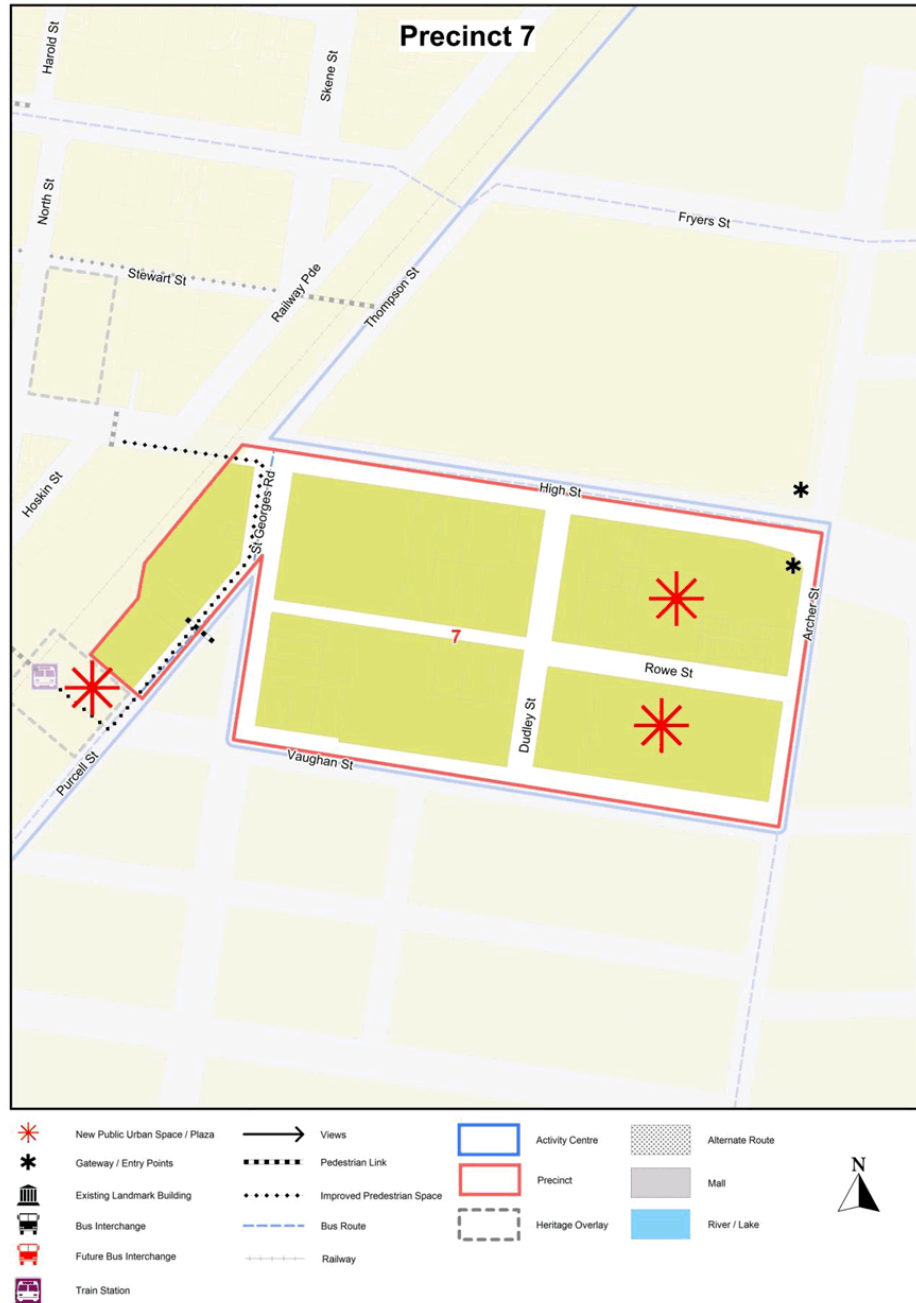 Precinct 7
Harold St
Skene St
North St
Fryers St
Stewart St
Railway Pde
Thompson St
Hoskin St
High St
St Georges Rd
Archer St
7
Rowe St
Dudley St
Vaughan St
Purcell St
New Public Urban Space / Plaza
Gateway / Entry Points
Existing Landmark Building
Bus Interchange
Future Bus Interchange
Train Station
Views
Pedestrian Link
Improved Predestrian Space
Bus Route
Railway
Activity Centre
Precinct
Heritage Overlay
Alternate Route
Mall
River / Lake
N